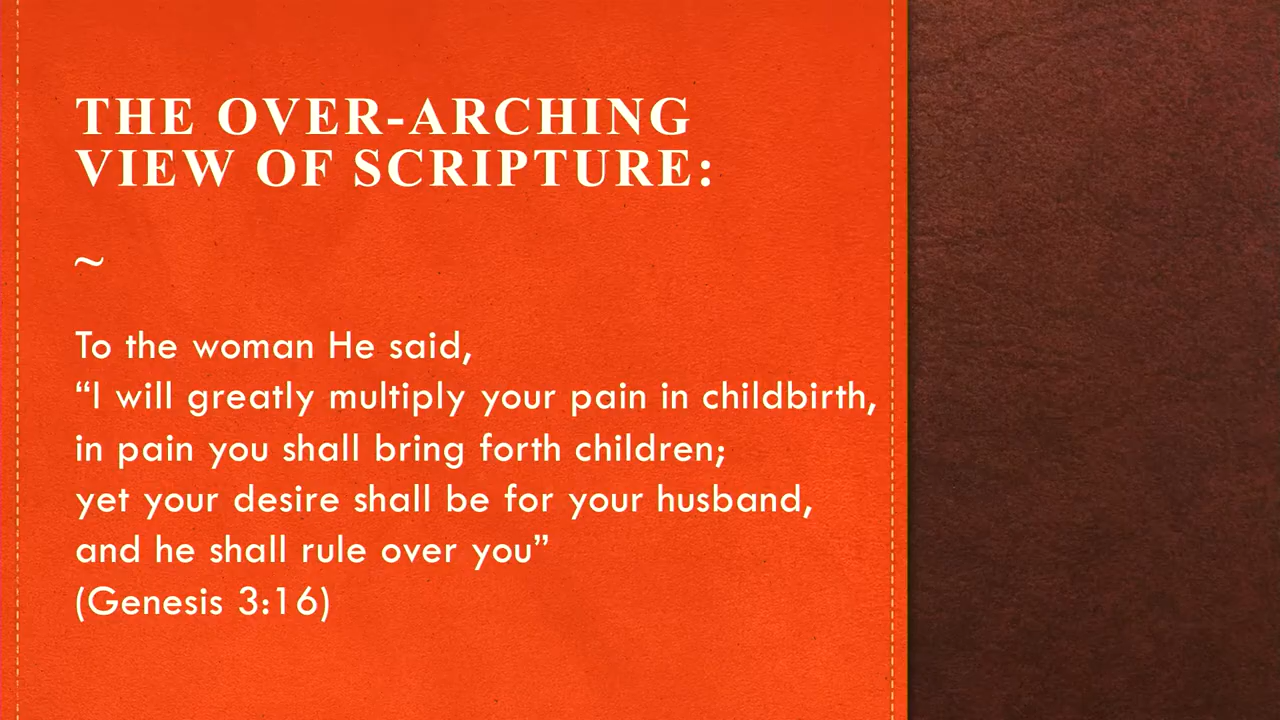 THE OVER-ARCHING
VIEW OF SCRIPTURE:
~
To the woman He said,
“I will greatly multiply your pain in childbirth,
in pain you shall bring forth children;
yet your desire shall be for your husband,
and he shall rule over you”
(Genesis 3:16)